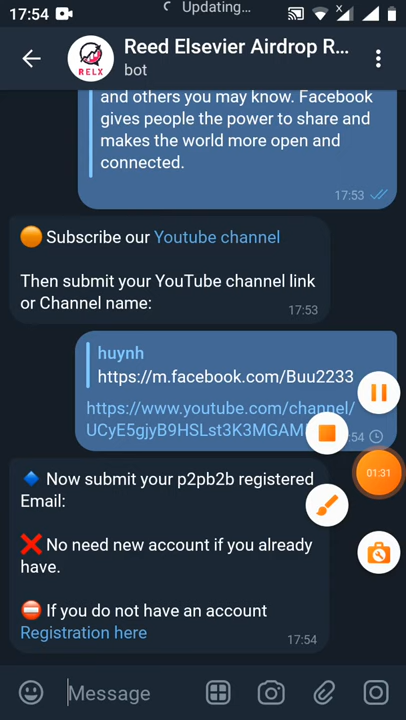 17:54
Updating...
Reed Elsevier Airdrop R...
bot
RELX
and others you may know. Facebook
gives people the power to share and
makes the world more open and
connected.
17:53
🟠 Subscribe our Youtube channel
Then submit your YouTube channel link
or Channel name:
17:53
huynh
https://m.facebook.com/Buu2233
https://www.youtube.com/channel/
UCyE5gjyB9HSLst3K3MGAM
:54
01:31
🔷 Now submit your p2pb2b registered
Email:
❌ No need new account if you already
have.
⛔ If you do not have an account
Registration here
17:54
Message